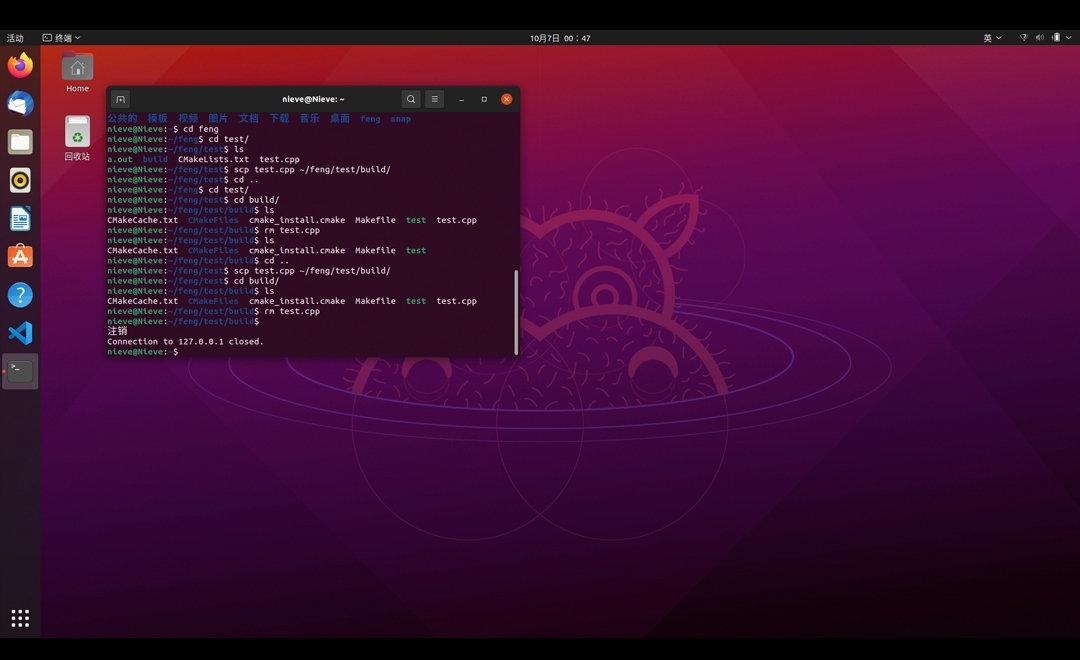 活动
终端
10月7日 00：47
英
Home
回收站
nieve@Nieve: ~
公共的 模板 视频 图片 文档 下载 音乐 桌面 feng snap
nieve@Nieve:~$ cd feng
nieve@Nieve:~/feng$ cd test/
nieve@Nieve:~/feng/test$ ls
a.out build CMakeLists.txt test.cpp
nieve@Nieve:~/feng/test$ scp test.cpp ~/feng/test/build/
nieve@Nieve:~/feng/test$ cd ..
nieve@Nieve:~/feng$ cd test/
nieve@Nieve:~/feng/test$ cd build/
nieve@Nieve:~/feng/test/build$ ls
CMakeCache.txt CMakeFiles cmake_install.cmake Makefile test test.cpp
nieve@Nieve:~/feng/test/build$ rm test.cpp
nieve@Nieve:~/feng/test/build$ ls
CMakeCache.txt CMakeFiles cmake_install.cmake Makefile test
nieve@Nieve:~/feng/test/build$ cd ..
nieve@Nieve:~/feng/test$ scp test.cpp ~/feng/test/build/
nieve@Nieve:~/feng/test$ cd build/
nieve@Nieve:~/feng/test/build$ ls
CMakeCache.txt CMakeFiles cmake_install.cmake Makefile test test.cpp
nieve@Nieve:~/feng/test/build$ rm test.cpp
nieve@Nieve:~/feng/test/build$
注销
Connection to 127.0.0.1 closed.
nieve@Nieve:~$